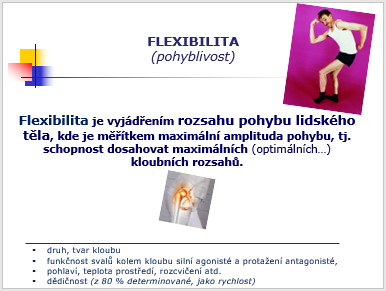 FLEXIBILITA
(pohyblivost)
Flexibilita je vyjádřením rozsahu pohybu lidského
těla, kde je měřítkem maximální amplituda pohybu, tj.
schopnost dosahovat maximálních (optimálních…)
kloubních rozsahů.
druh, tvar kloubu
funkčnost svalů kolem kloubu silní agonisté a protažení antagonisté,
pohlaví, teplota prostředí, rozcvičení atd.
dědičnost (z 80 % determinované, jako rychlost)